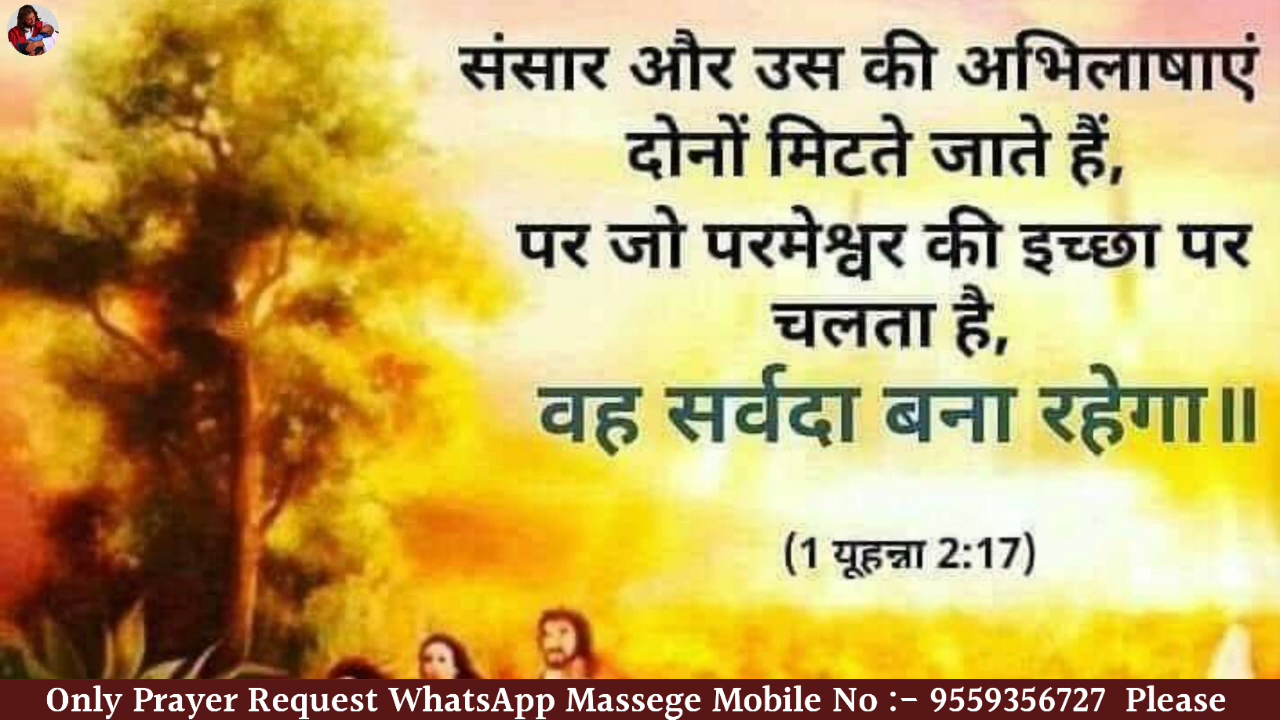 संसार और उस की अभिलाषाएं
दोनों मिटते जाते हैं,
पर जो परमेश्वर की इच्छा पर
चलता है,
वह सर्वदा बना रहेगा॥
(1 यूहन्ना 2:17)
Only Prayer Request WhatsApp Massege Mobile No :- 9559356727 Please